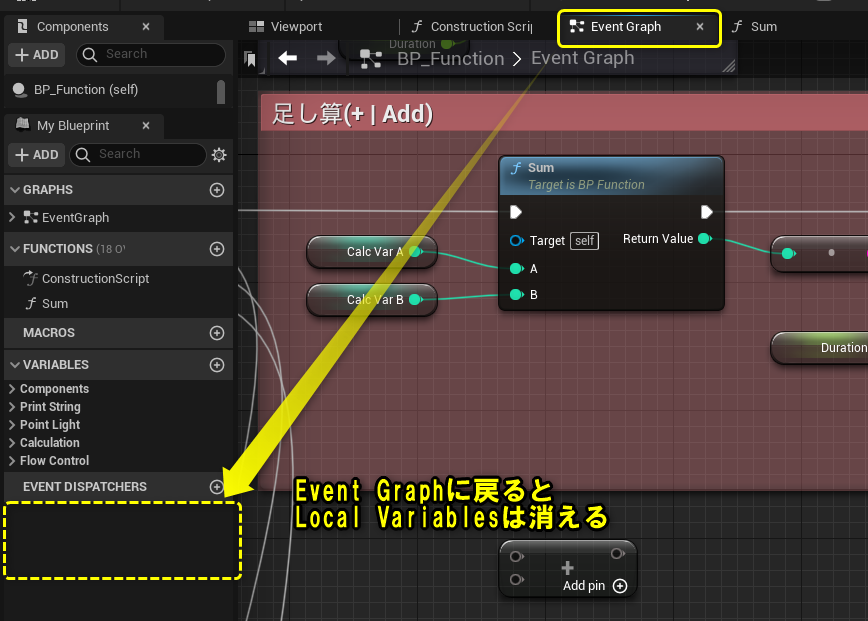 Components
Viewport
Construction Scrip
Event Graph
Sum
ADD
Search
BP_Function (self)
Duration
BP_Function > Event Graph
My Blueprint
ADD
Search
GRAPHS
EventGraph
FUNCTIONS (18 O
ConstructionScript
Sum
MACROS
VARIABLES
Components
Print String
Point Light
Calculation
Flow Control
EVENT DISPATCHERS
足し算(+ | Add)
Sum
Target is BP Function
Target self
Return Value
Calc Var A
A
Calc Var B
B
Duration
Event Graphに戻ると
Local Variablesは消える
Add pin